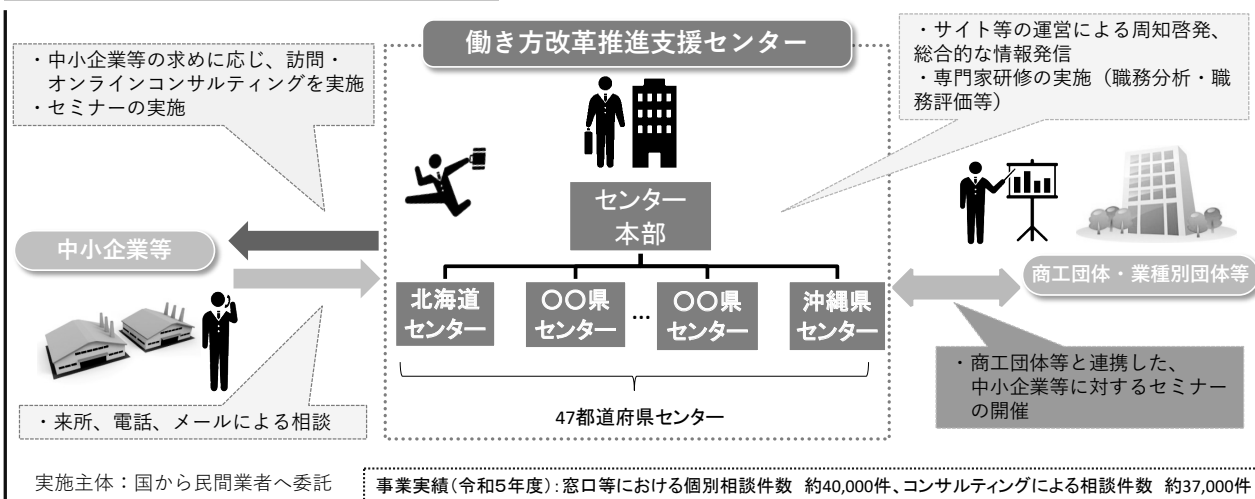 働き方改革推進支援センター
・中小企業等の求めに応じ、訪問・
オンラインコンサルティングを実施
・セミナーの実施
・サイト等の運営による周知啓発、
総合的な情報発信
・専門家研修の実施（職務分析・職
務評価等）
センター
本部
中小企業等
商工団体・業種別団体等
北海道
センター
〇〇県
センター
…
〇〇県
センター
沖縄県
センター
47都道府県センター
・来所、電話、メールによる相談
・商工団体等と連携した、
中小企業等に対するセミナー
の開催
実施主体：国から民間業者へ委託
事業実績（令和5年度）：窓口等における個別相談件数 約40,000件、コンサルティングによる相談件数 約37,000件